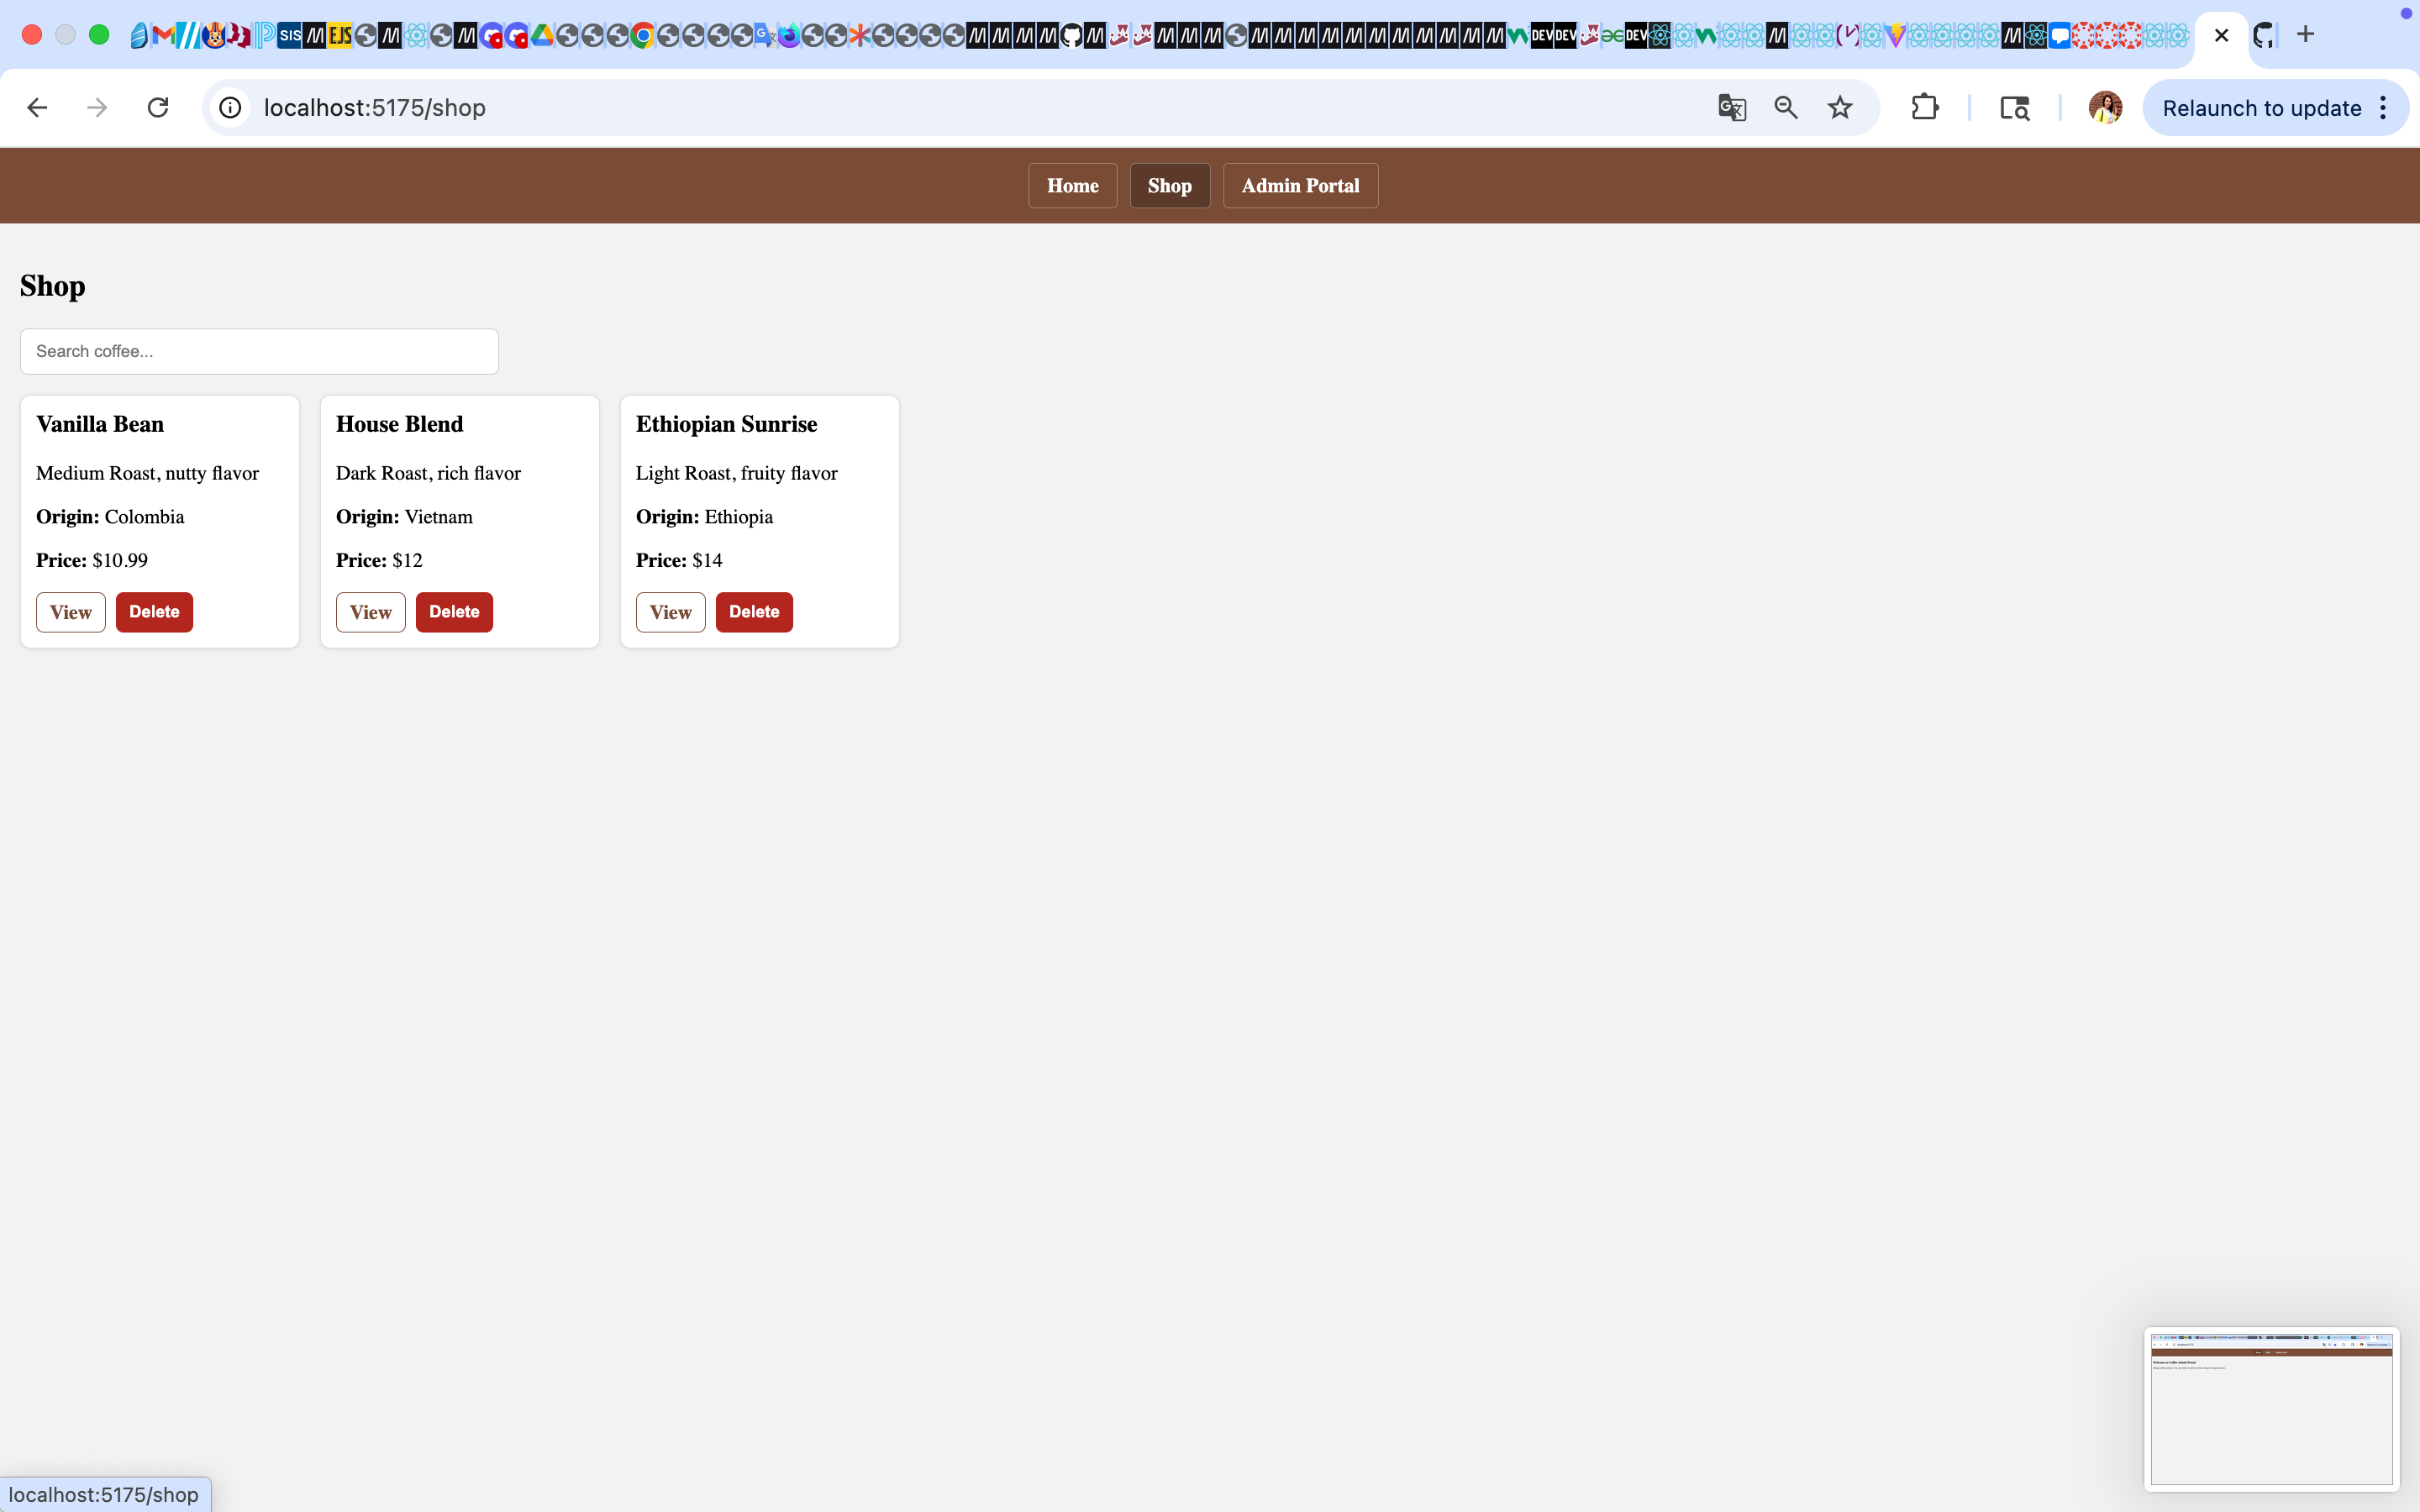 localhost:5175/shop
Relaunch to update
Home
Shop
Admin Portal
Shop
Search coffee...
Vanilla Bean
Medium Roast, nutty flavor
Origin: Colombia
Price: $10.99
View
Delete
House Blend
Dark Roast, rich flavor
Origin: Vietnam
Price: $12
View
Delete
Ethiopian Sunrise
Light Roast, fruity flavor
Origin: Ethiopia
Price: $14
View
Delete
localhost:5175/shop